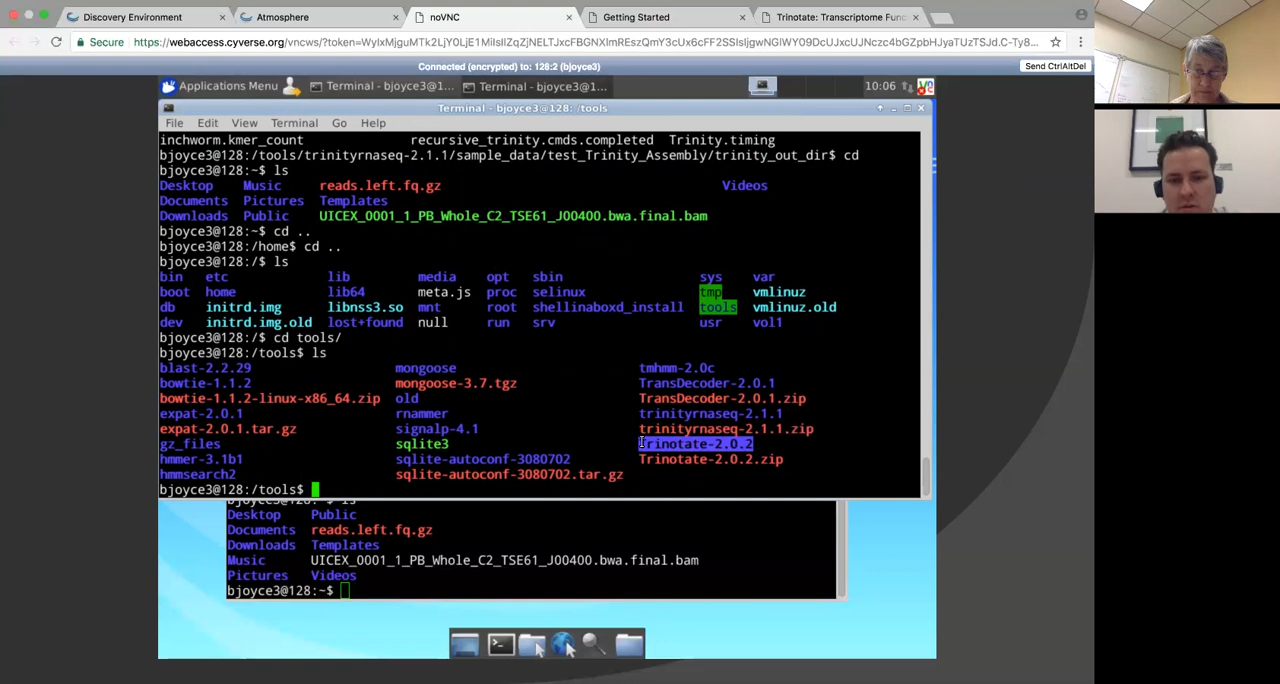 Discovery Environment
Atmosphere
noVNC
Getting Started
Trinotate: Transcriptome Func
Secure
Send CtrlAltDel
Connected (encrypted) to: 128:2 (bjoyce3)
Applications Menu
Terminal - bjoyce3@1...
Terminal - bjoyce3@128: /...
10:06
Terminal - bjoyce3@128: /tools
File Edit View Terminal Go Help
inchworm.kmer_count recursive_trinity.cmds.completed Trinity.timing
bjoyce3@128:/tools/trinityrnaseq-2.1.1/sample_data/test_Trinity_Assembly/trinity_out_dir$ cd
bjoyce3@128:~$ ls
Desktop Music reads.left.fq.gz Videos
Documents Pictures Templates
Downloads Public UICEX_0001_1_PB_Whole_C2_TSE61_J00400.bwa.final.bam
bjoyce3@128:~$ cd ..
bjoyce3@128:/home$ cd ..
bjoyce3@128:/$ ls
bin etc lib media opt sbin sys var
boot home lib64 meta.js proc selinux tmp vmlinuz
db initrd.img libnss3.so mnt root shellinaboxd_install tools vmlinuz.old
dev initrd.img.old lost+found null run srv usr vol1
bjoyce3@128:/$ cd tools/
bjoyce3@128:/tools$ ls
blast-2.2.29 mongoose tmhmm-2.0c
bowtie-1.1.2 mongoose-3.7.tgz TransDecoder-2.0.1
bowtie-1.1.2-linux-x86_64.zip old TransDecoder-2.0.1.zip
expat-2.0.1 rnammer trinityrnaseq-2.1.1
expat-2.0.1.tar.gz signalp-4.1 trinityrnaseq-2.1.1.zip
gz_files sqlite3 Trinotate-2.0.2
hmmer-3.1b1 sqlite-autoconf-3080702 Trinotate-2.0.2.zip
hmmsearch2 sqlite-autoconf-3080702.tar.gz
bjoyce3@128:/tools$
Desktop Public
Documents reads.left.fq.gz
Downloads Templates
Music UICEX_0001_1_PB_Whole_C2_TSE61_J00400.bwa.final.bam
Pictures Videos
bjoyce3@128:~$